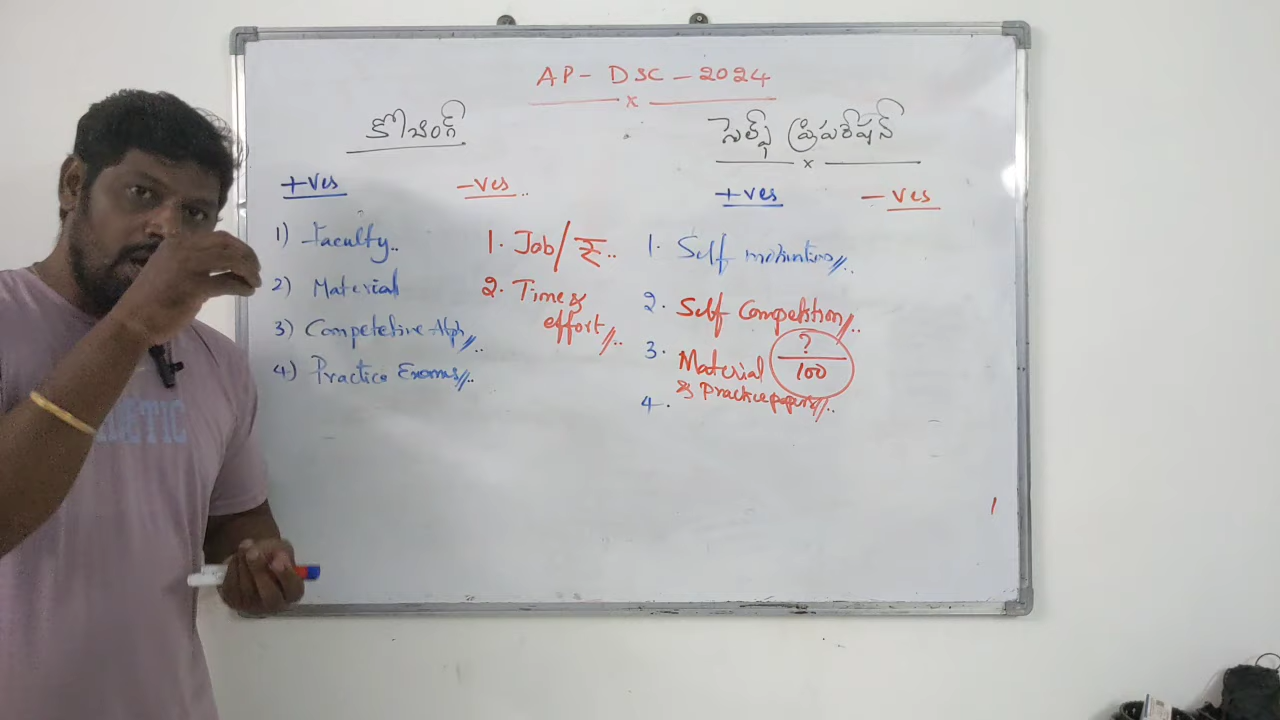 AP - DSC - 2024
x
కోచింగ్
+ves
-ves ..
1) Faculty..
2) Material
3) Competetive Atph//..
4) Practice Exams//..
1. Job/₹..
2. Time &
effort//..
సెల్ఫ్ ప్రిపరేషన్
x
+ves
- ves
1. Self motivation//..
2. Self Competition//..
3. Material
& Practice papers//..
?
100
4.
ETIC